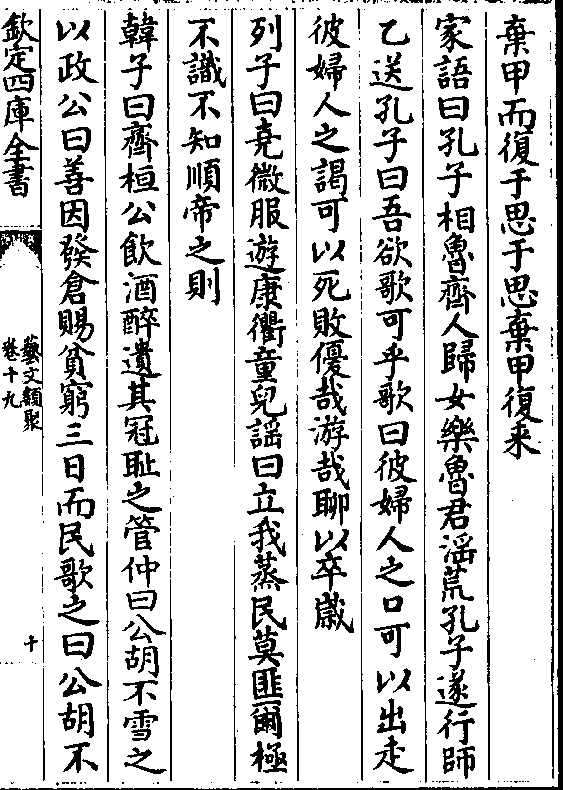 棄甲而復于思于思棄甲復来
家語曰孔子相魯齊人歸女樂魯君滛荒孔子遂行師
乙送孔子曰吾欲歌可乎歌曰彼婦人之口可以出走
彼婦人之謁可以死敗優哉游哉聊以卒嵗
列子曰堯微服遊康衢童兒謡曰立我蒸民莫匪爾極
不識不知順帝之則
韓子曰齊桓公飲酒醉遺其冠耻之管仲曰公胡不雪之
以政公曰善因發倉賜貧窮三日而民歌之曰公胡不
欽定四庫全書
藝文類聚
卷十九
十